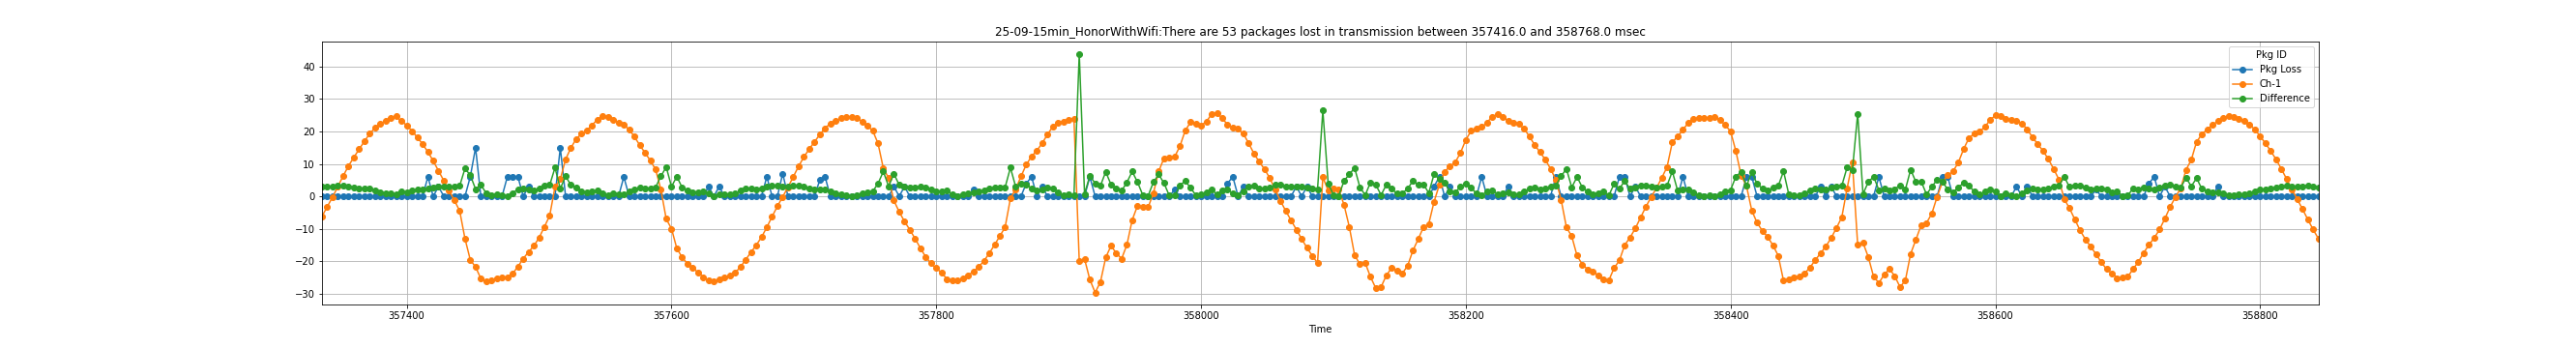 25-09-15min_HonorWithWifi:There are 53 packages lost in transmission between 357416.0 and 358768.0 msec
Pkg ID
Pkg Loss
Ch-1
Difference
40
30
20
10
0
−10
−20
−30
357400 357600 357800 358000 358200 358400 358600 358800
Time